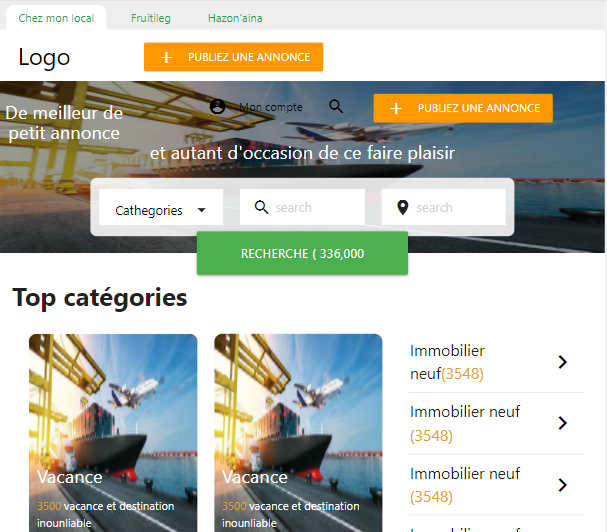 Chez mon local
Fruitileg
Hazon'aina
Logo
+ PUBLIEZ UNE ANNONCE
De meilleur de
petit annonce
Mon compte
+ PUBLIEZ UNE ANNONCE
et autant d'occasion de ce faire plaisir
Cathegories
search
search
RECHERCHE ( 336,000
Top catégories
Vacance
3500 vacance et destination
inounliable
Vacance
3500 vacance et destination
inounliable
Immobilier
neuf(3548)
Immobilier neuf
(3548)
Immobilier neuf
(3548)